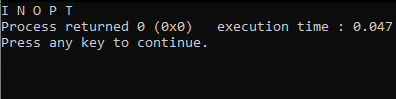 I N O P T
Process returned 0 (0x0)   execution time : 0.047
Press any key to continue.